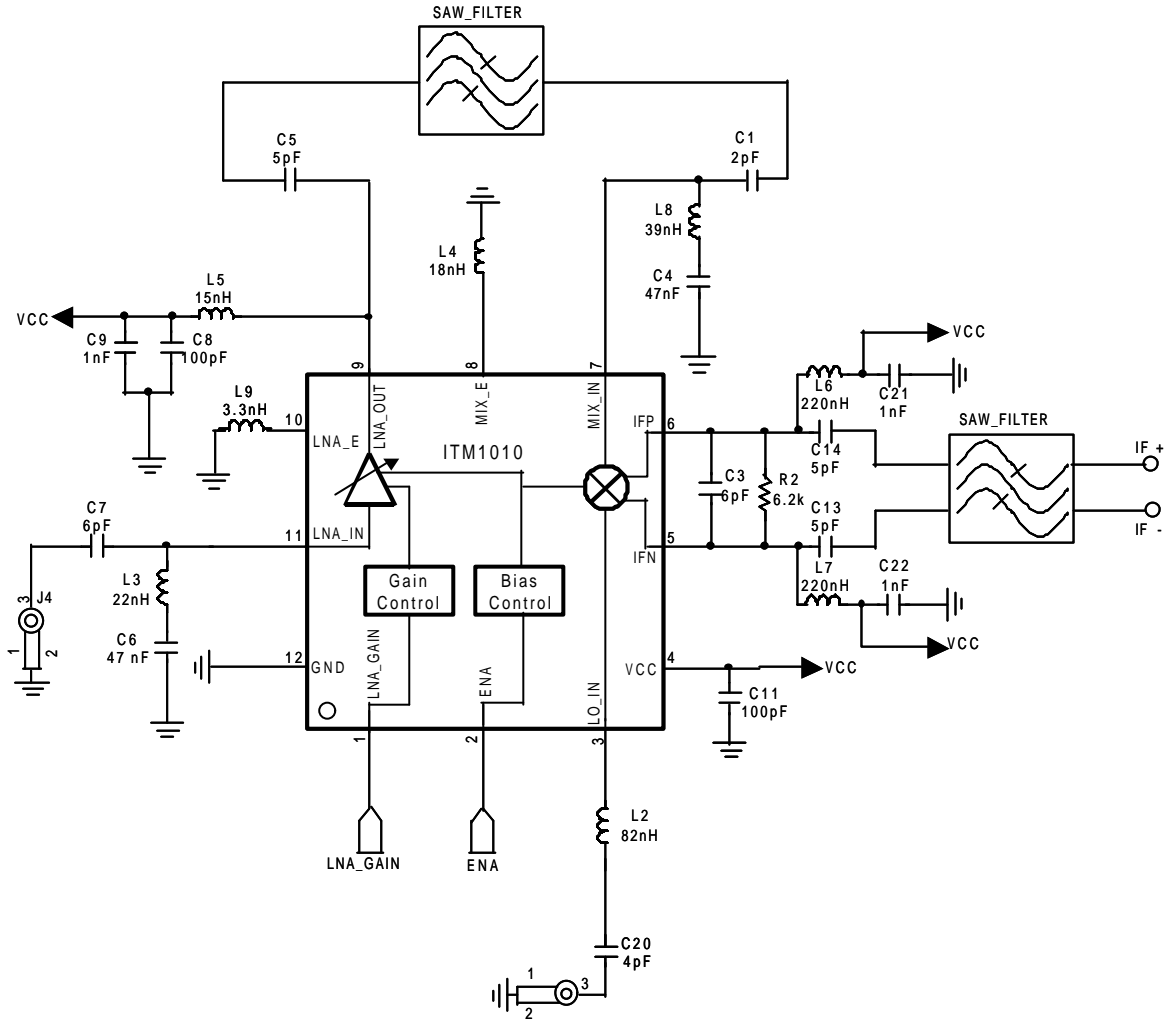 SAW_FILTER
C5
5pF
C1
2pF
L4
18nH
L8
39nH
C4
47nF
L5
15nH
VCC
C9
1nF
C8
100pF
VCC
L6
220nH
C21
1nF
L9
3.3nH
9
8
7
10
LNA_E
LNA_OUT
MIX_E
MIX_IN
IFP
6
ITM1010
C14
5pF
SAW_FILTER
IF +
C3
6pF
R2
6.2k
C13
5pF
IF -
C7
6pF
11
LNA_IN
IFN
5
L7
220nH
C22
1nF
L3
22nH
Gain
Control
Bias
Control
3
J4
1
2
C6
47 nF
12
GND
LNA_GAIN
ENA
LO_IN
VCC
4
VCC
VCC
C11
100pF
1
2
3
L2
82nH
LNA_GAIN
ENA
C20
4pF
1
3
2